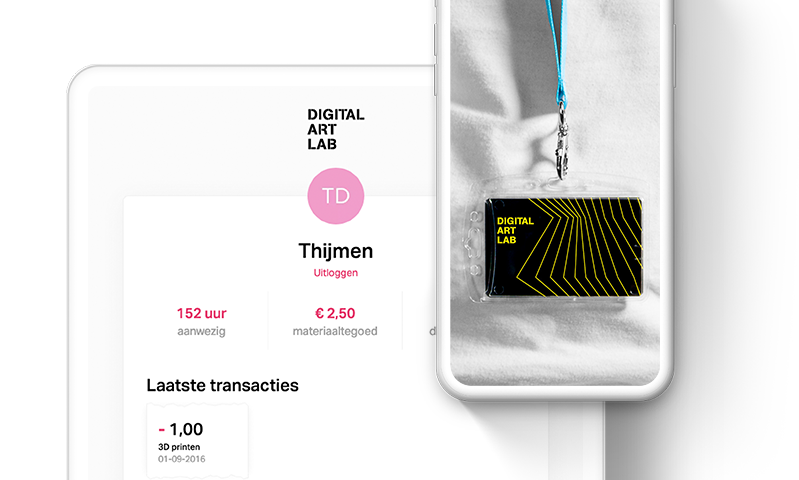 DIGITAL
ART
LAB
TD
Thijmen
Uitloggen
152 uur
aanwezig
€ 2,50
materiaaltegoed
d
Laatste transacties
- 1,00
3D printen
01-09-2016
DIGITAL
ART
LAB